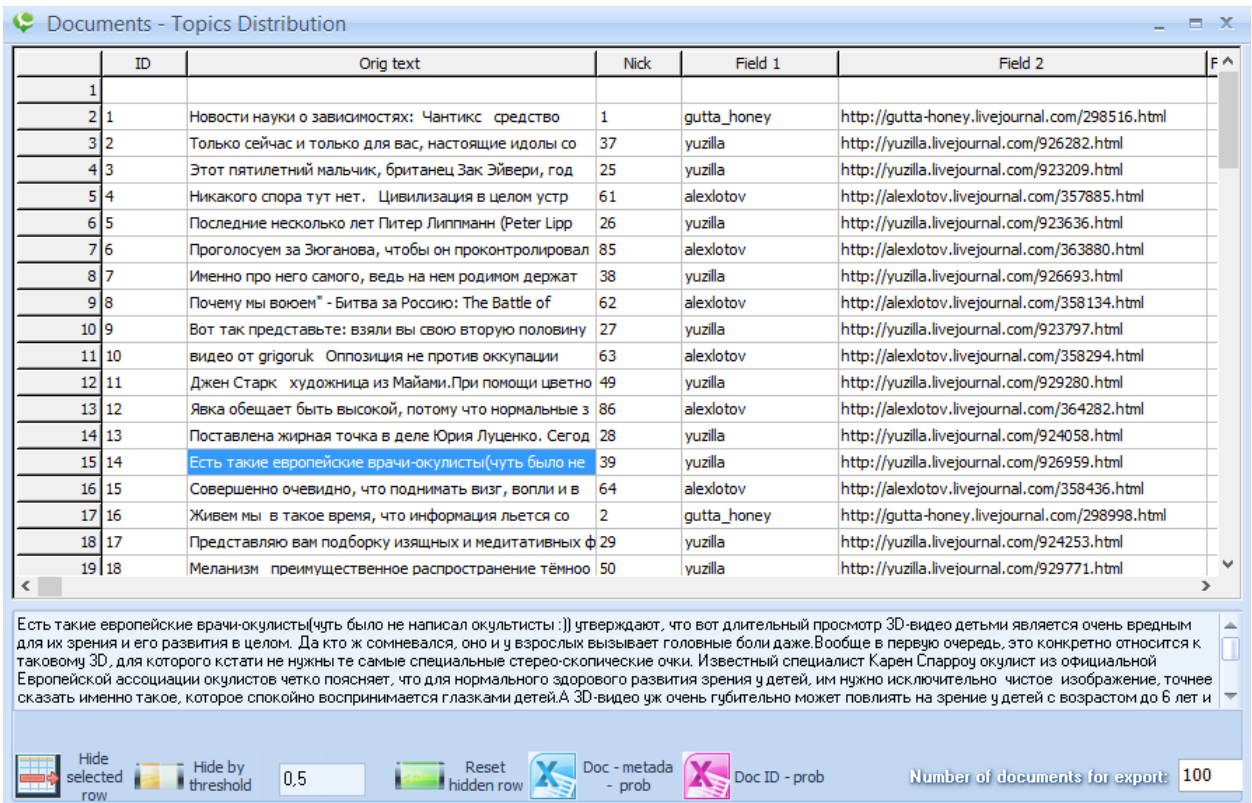 Documents - Topics Distribution
ID Orig text Nick Field 1 Field 2 F
1
2 1 Новости науки о зависимостях: Чантикс средство 1 gutta_honey http://gutta-honey.livejournal.com/298516.html
3 2 Только сейчас и только для вас, настоящие идолы со 37 yuzilla http://yuzilla.livejournal.com/926282.html
4 3 Этот пятилетний мальчик, британец Зак Эйвери, год 25 yuzilla http://yuzilla.livejournal.com/923209.html
5 4 Никакого спора тут нет. Цивилизация в целом устр 61 alexlotov http://alexlotov.livejournal.com/357885.html
6 5 Последние несколько лет Питер Липпманн (Peter Lipp 26 yuzilla http://yuzilla.livejournal.com/923636.html
7 6 Проголосуем за Зюганова, чтобы он проконтролировал 85 alexlotov http://alexlotov.livejournal.com/363880.html
8 7 Именно про него самого, ведь на нем родимом держат 38 yuzilla http://yuzilla.livejournal.com/926693.html
9 8 Почему мы воюем" - Битва за Россию: The Battle of 62 alexlotov http://alexlotov.livejournal.com/358134.html
10 9 Вот так представьте: взяли вы свою вторую половину 27 yuzilla http://yuzilla.livejournal.com/923797.html
11 10 видео от grigoruk Оппозиция не против оккупации 63 alexlotov http://alexlotov.livejournal.com/358294.html
12 11 Джен Старк художница из Майами.При помощи цветно 49 yuzilla http://yuzilla.livejournal.com/929280.html
13 12 Явка обещает быть высокой, потому что нормальные з 86 alexlotov http://alexlotov.livejournal.com/364282.html
14 13 Поставлена жирная точка в деле Юрия Луценко. Сегод 28 yuzilla http://yuzilla.livejournal.com/924058.html
15 14 Есть такие европейские врачи-окулисты(чуть было не 39 yuzilla http://yuzilla.livejournal.com/926959.html
16 15 Совершенно очевидно, что поднимать визг, вопли и в 64 alexlotov http://alexlotov.livejournal.com/358436.html
17 16 Живем мы в такое время, что информация льется со 2 gutta_honey http://gutta-honey.livejournal.com/298998.html
18 17 Представляю вам подборку изящных и медитативных ф 29 yuzilla http://yuzilla.livejournal.com/924253.html
19 18 Меланизм преимущественное распространение тёмноо 50 yuzilla http://yuzilla.livejournal.com/929771.html
Есть такие европейские врачи-окулисты(чуть было не написал окультисты :)) утверждают, что вот длительный просмотр 3D-видео детьми является очень вредным
для их зрения и его развития в целом. Да кто ж сомневался, оно и у взрослых вызывает головные боли даже.Вообще в первую очередь, это конкретно относится к
таковому 3D, для которого кстати не нужны те самые специальные стерео-скопические очки. Известный специалист Карен Спарроу окулист из официальной
Европейской ассоциации окулистов четко поясняет, что для нормального здорового развития зрения у детей, им нужно исключительно чистое изображение, точнее
сказать именно такое, которое спокойно воспринимается глазками детей.А 3D-видео уж очень губительно может повлиять на зрение у детей с возрастом до 6 лет и
Hide selected row
Hide by threshold
0,5
Reset hidden row
Doc - metada - prob
Doc ID - prob
Number of documents for export: 100